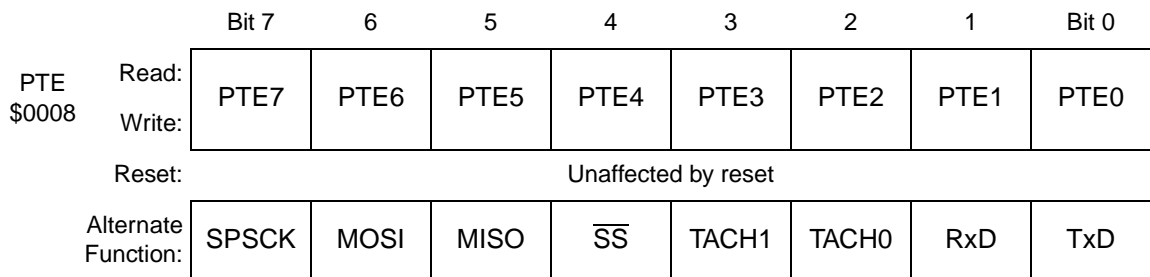 Bit 7 6 5 4 3 2 1 Bit 0
PTE $0008 Read: Write: PTE7 PTE6 PTE5 PTE4 PTE3 PTE2 PTE1 PTE0
Reset: Unaffected by reset
Alternate Function: SPSCK MOSI MISO S̅S̅ TACH1 TACH0 RxD TxD